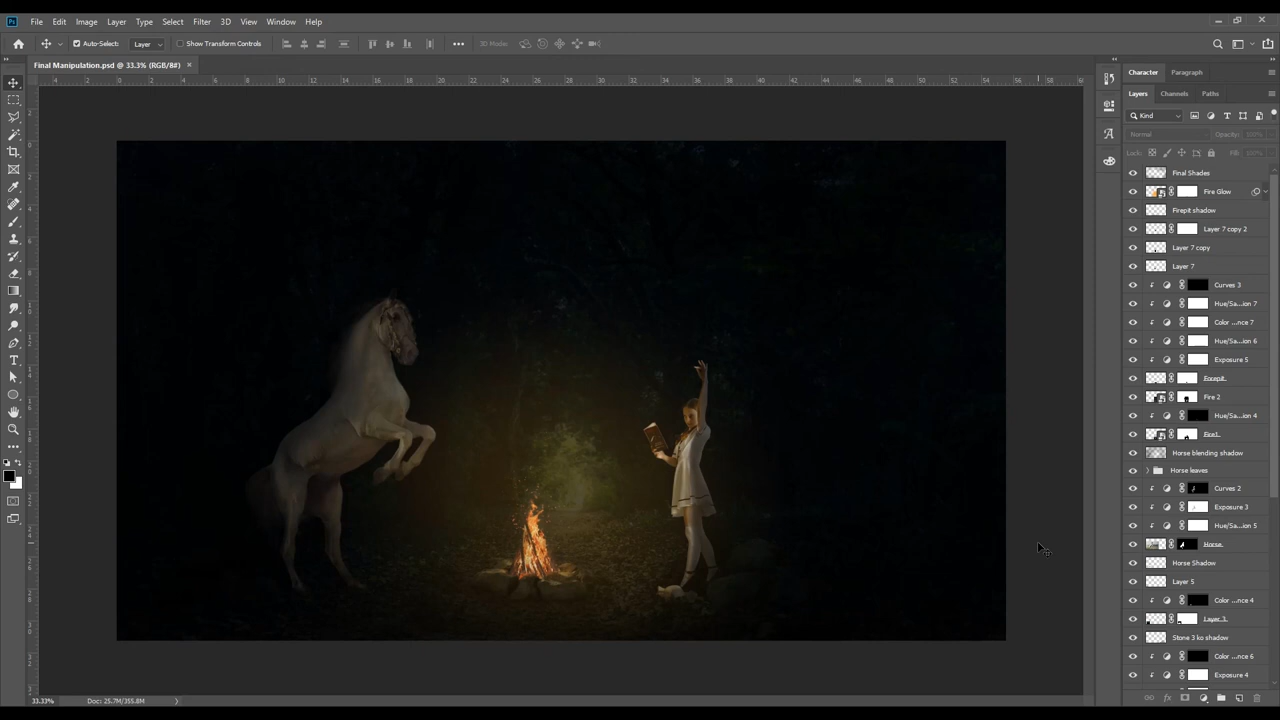 Ps File Edit Image Layer Type Select Filter 3D View Window Help
Auto-Select: Layer Show Transform Controls 3D Mode:
Final Manipulation.psd @ 33.3% (RGB/8#) ×
Character Paragraph
Layers Channels Paths
Kind
Normal Opacity: 100%
Lock: Fill: 100%
Final Shades
Fire Glow
Firepit shadow
Layer 7 copy 2
Layer 7 copy
Layer 7
Curves 3
Hue/Sa...ion 7
Color ...nce 7
Hue/Sa...ion 6
Exposure 5
Firepit
Fire 2
Hue/Sa...ion 4
Fire1
Horse blending shadow
Horse leaves
Curves 2
Exposure 3
Hue/Sa...ion 5
Horse
Horse Shadow
Layer 5
Color ...nce 4
Layer 3
Stone 3 ko shadow
Color ...nce 6
Exposure 4
33.33% Doc: 25.7M/355.8M